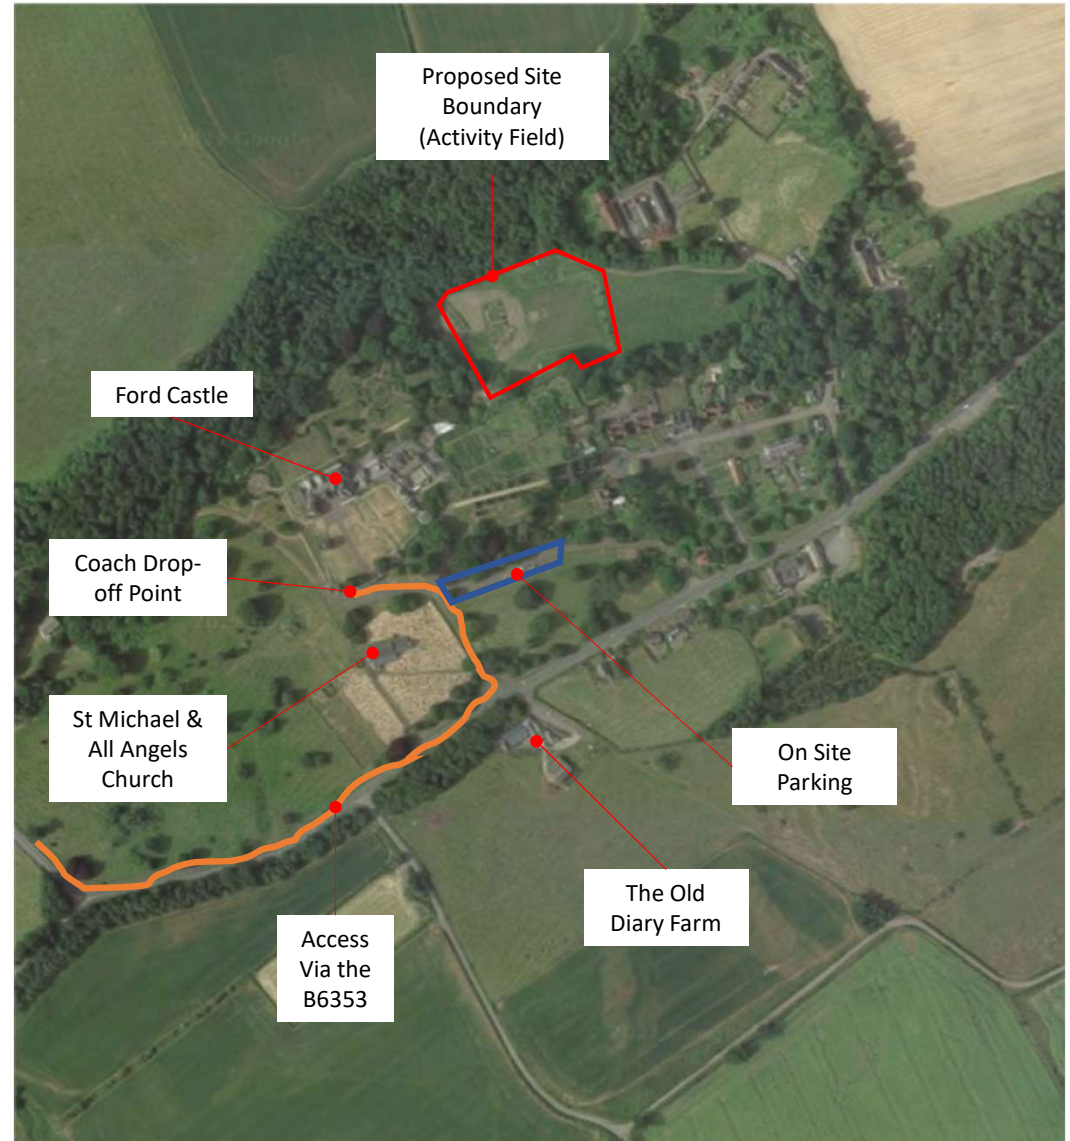 Proposed Site
Boundary
(Activity Field)
Ford Castle
Coach Drop-
off Point
St Michael &
All Angels
Church
On Site
Parking
The Old
Diary Farm
Access
Via the
B6353